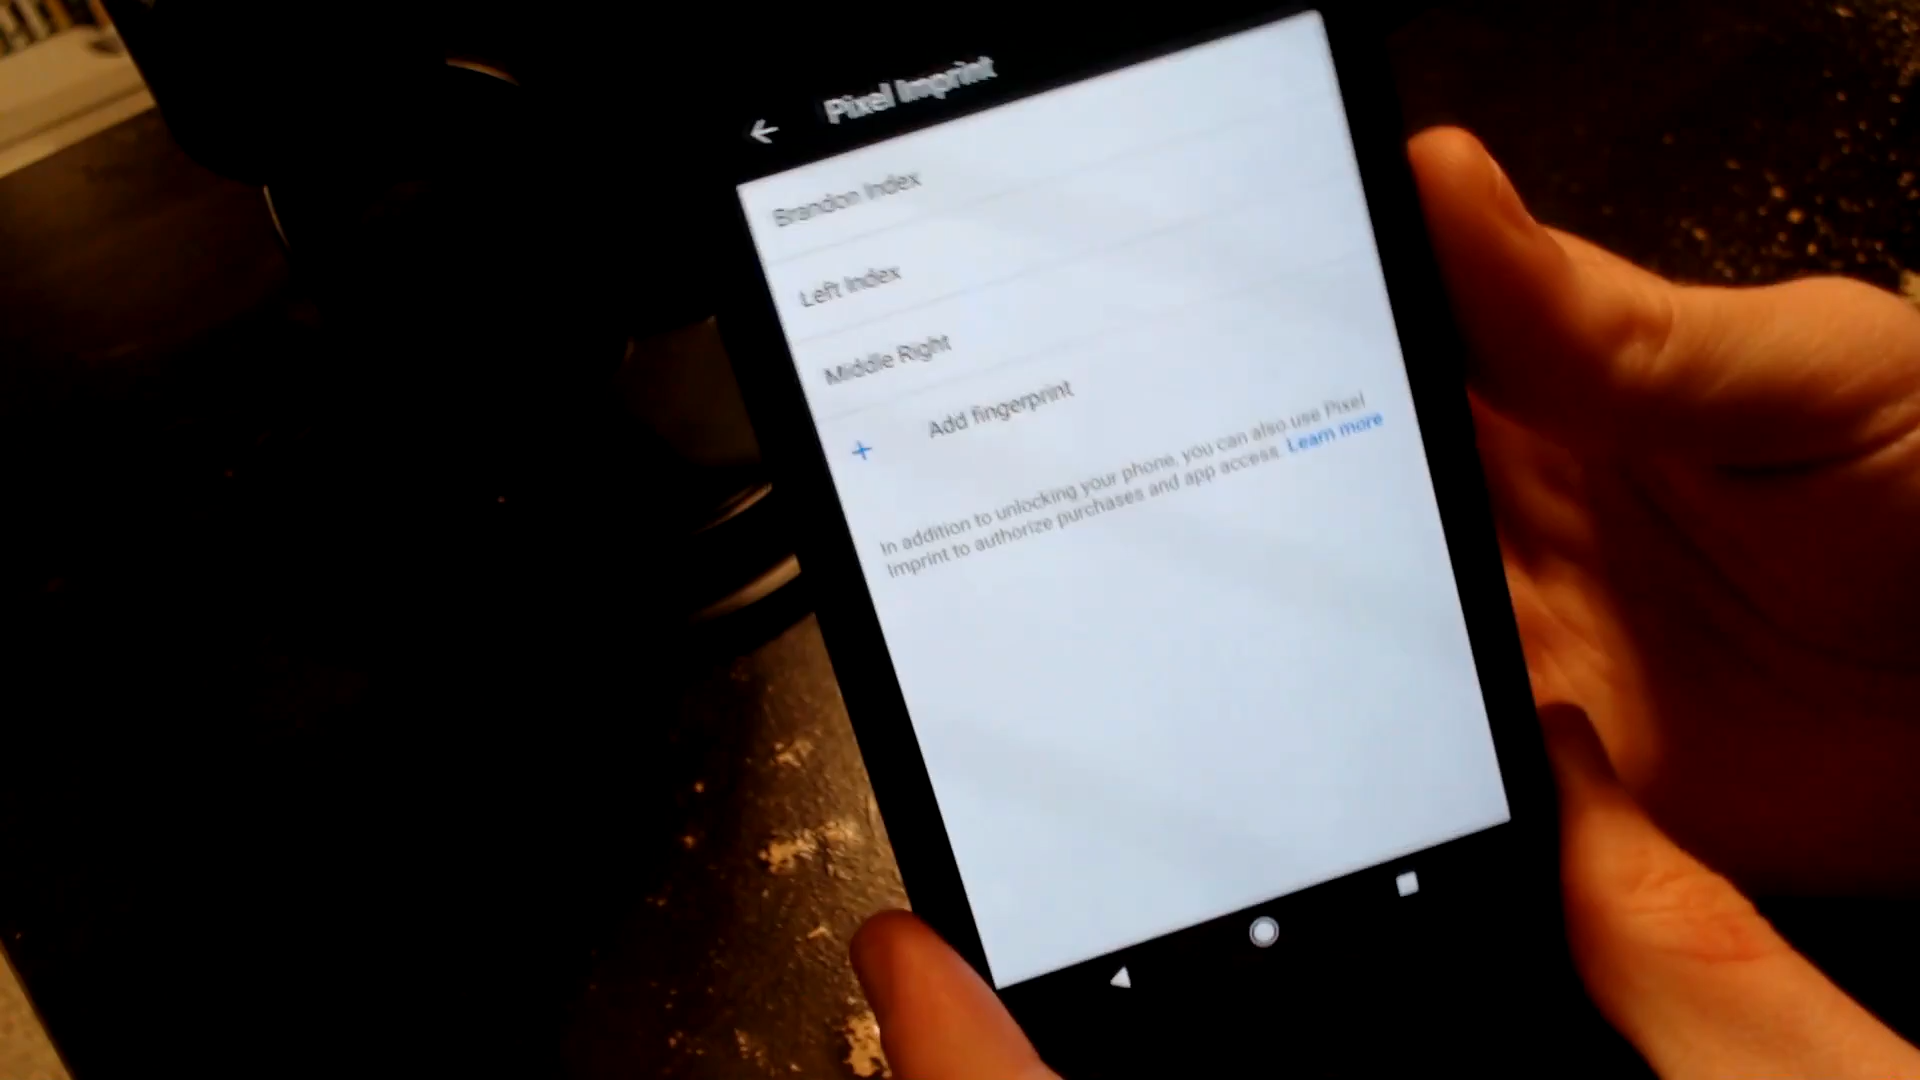 Pixel Imprint
Brandon Index
Left Index
Middle Right
Add fingerprint
In addition to unlocking your phone, you can also use Pixel
Imprint to authorize purchases and app access. Learn more